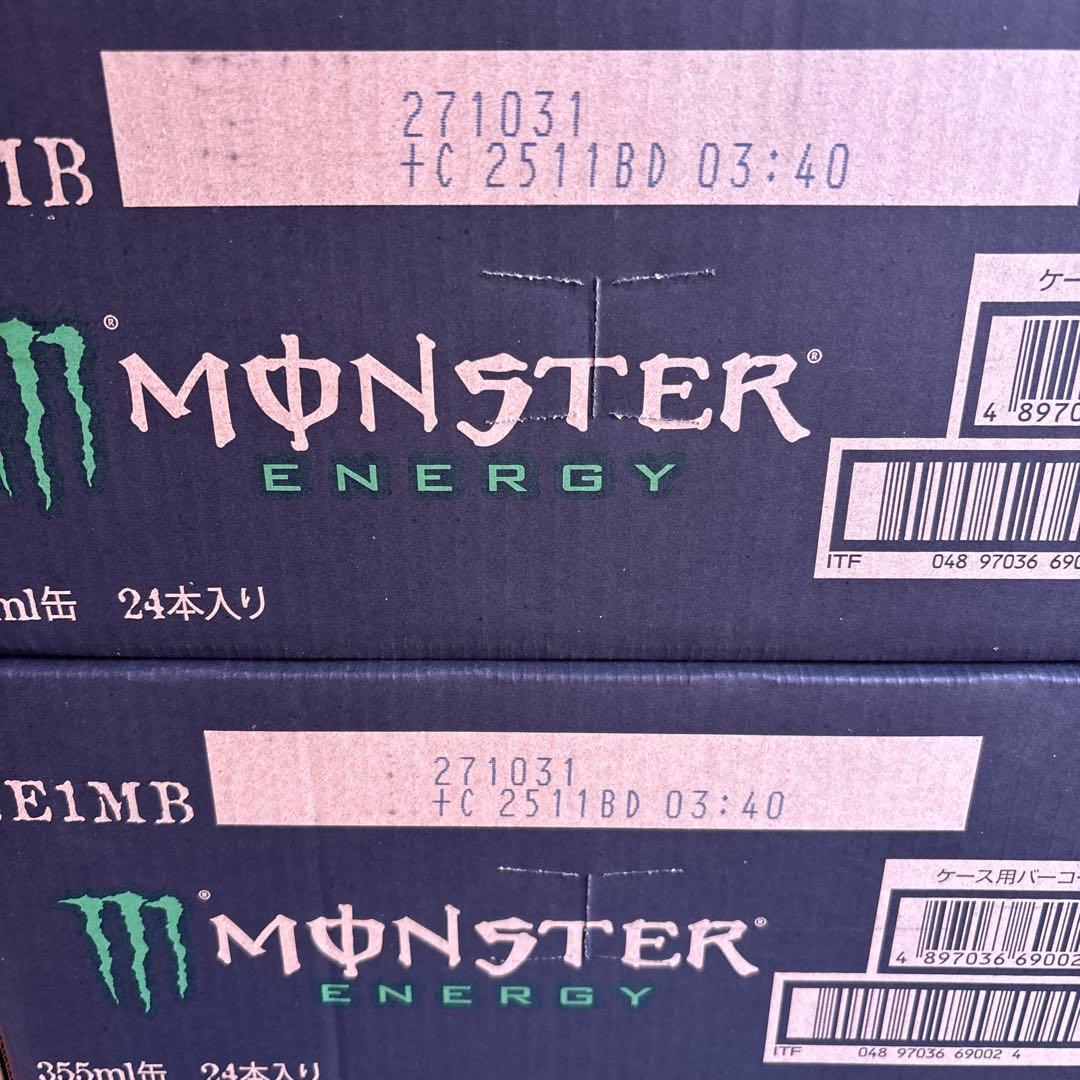 1MB
271031
+C 2511BD 03:40
ケー
® MONSTER®
ENERGY
4 8970
ITF 048 97036 690
ml缶 24本入り
E1MB
271031
+C 2511BD 03:40
ケース用バーコー
® MONSTER®
ENERGY
4 897036 69002
ITF 048 97036 69002 4
355ml缶 24本入り